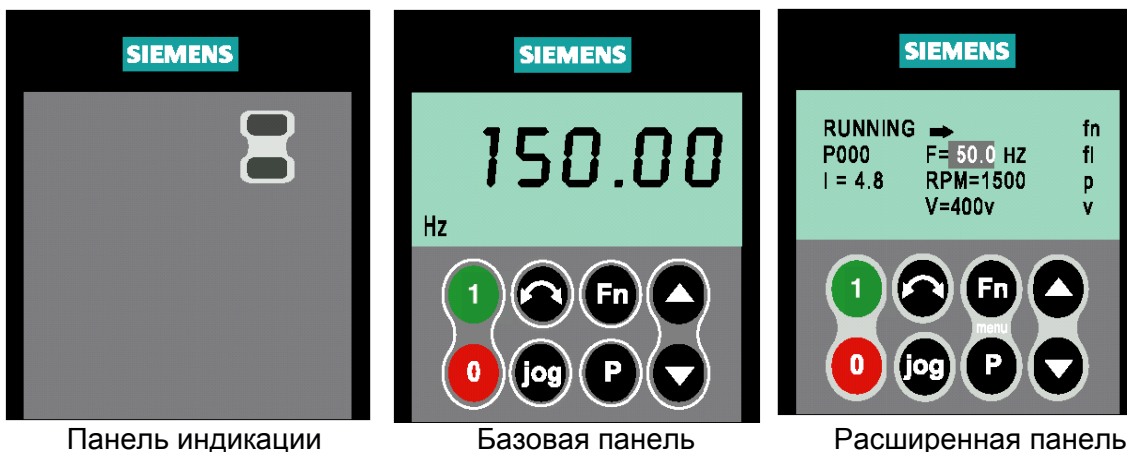 SIEMENS
SIEMENS
150.00
Hz
1
Fn
0
jog
P
SIEMENS
RUNNING
fn
P000 F= 50.0 HZ fl
I = 4.8 RPM=1500 p
V=400v v
1
Fn
menu
0
jog
P
Панель индикации
Базовая панель
Расширенная панель